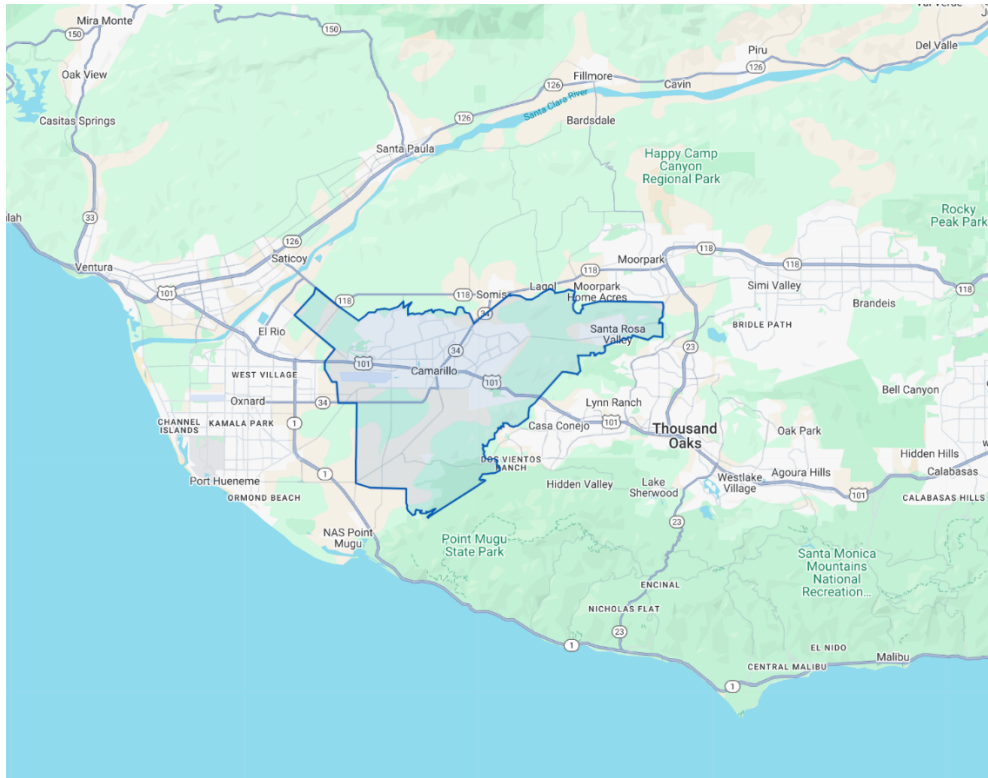 150
Mira Monte
150
Oak View
Casitas Springs
Piru
Del Valle
126
Fillmore
Cavin
126
126
Santa Clara River
Bardsdale
126
Santa Paula
Happy Camp
Canyon
Regional Park
Rocky
Peak Park
33
126
Saticoy
Ventura
101
Moorpark
118
118
118
Simi Valley
118
118
118
Somis
Moorpark
Home Acres
34
Brandeis
El Rio
Santa Rosa
Valley
BRIDLE PATH
23
34
101
WEST VILLAGE
Camarillo
101
Bell Canyon
Oxnard
34
Lynn Ranch
CHANNEL
ISLANDS
KAMALA PARK
1
Casa Conejo
101
Thousand
Oaks
Oak Park
Hidden Hills
DOS VIENTOS
RANCH
Agoura Hills
Calabasas
1
Port Hueneme
Hidden Valley
Lake
Sherwood
Westlake
Village
101
CALABASAS HILLS
ORMOND BEACH
23
NAS Point
Mugu
Point Mugu
State Park
Santa Monica
Mountains
National
Recreation...
ENCINAL
NICHOLAS FLAT
23
1
EL NIDO
Malibu
CENTRAL MALIBU
1